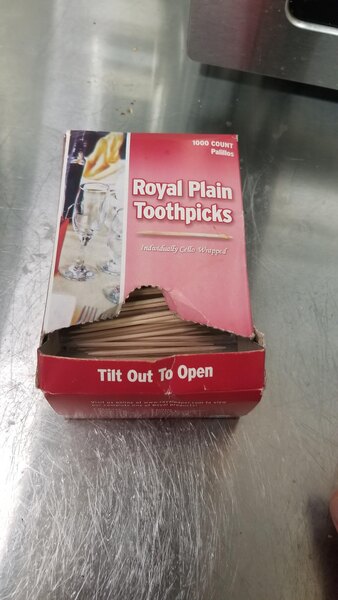 1000 COUNT
Palillos
Royal Plain
Toothpicks
Individually Cello Wrapped
Tilt Out To Open